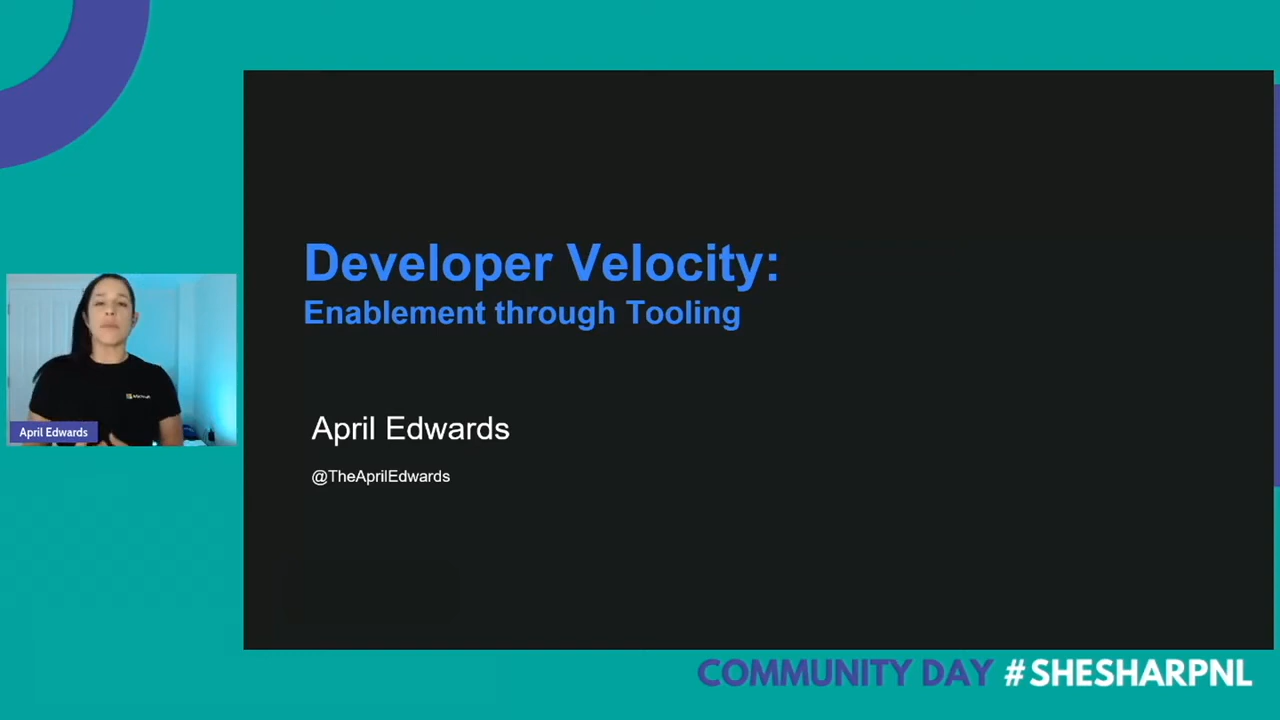 Developer Velocity:
Enablement through Tooling
April Edwards
@TheAprilEdwards
April Edwards
COMMUNITY DAY #SHESHARPNL